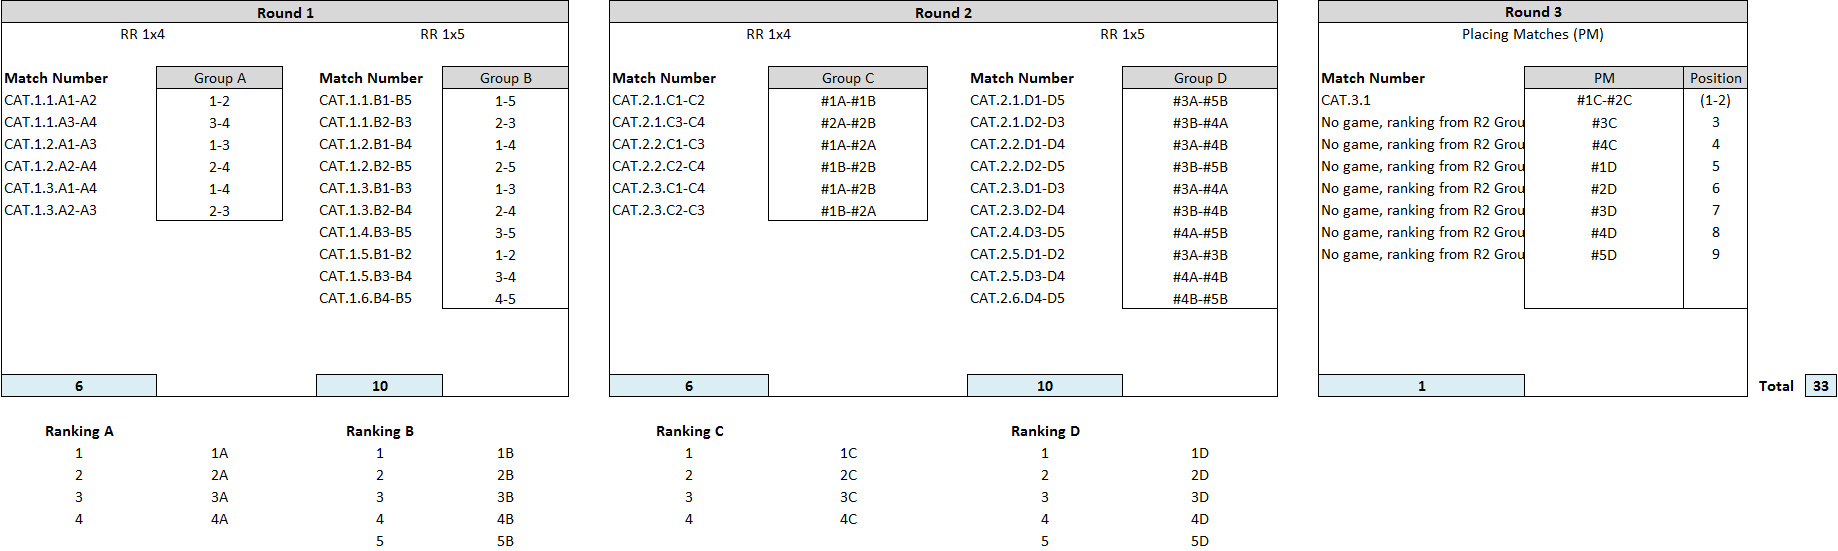 Round 1 Round 2 Round 3
RR 1x4 RR 1x5 RR 1x4 RR 1x5 Placing Matches (PM)
Match Number Group A Match Number Group B Match Number Group C Match Number Group D Match Number PM Position
CAT.1.1.A1-A2 1-2 CAT.1.1.B1-B5 1-5 CAT.2.1.C1-C2 #1A-#1B CAT.2.1.D1-D5 #3A-#5B CAT.3.1 #1C-#2C (1-2)
CAT.1.1.A3-A4 3-4 CAT.1.1.B2-B3 2-3 CAT.2.1.C3-C4 #2A-#2B CAT.2.1.D2-D3 #3B-#4A No game, ranking from R2 Grou #3C 3
CAT.1.2.A1-A3 1-3 CAT.1.2.B1-B4 1-4 CAT.2.2.C1-C3 #1A-#2A CAT.2.2.D1-D4 #3A-#4B No game, ranking from R2 Grou #4C 4
CAT.1.2.A2-A4 2-4 CAT.1.2.B2-B5 2-5 CAT.2.2.C2-C4 #1B-#2B CAT.2.2.D2-D5 #3B-#5B No game, ranking from R2 Grou #1D 5
CAT.1.3.A1-A4 1-4 CAT.1.3.B1-B3 1-3 CAT.2.3.C1-C4 #1A-#2B CAT.2.3.D1-D3 #3A-#4A No game, ranking from R2 Grou #2D 6
CAT.1.3.A2-A3 2-3 CAT.1.3.B2-B4 2-4 CAT.2.3.C2-C3 #1B-#2A CAT.2.3.D2-D4 #3B-#4B No game, ranking from R2 Grou #3D 7
CAT.1.4.B3-B5 3-5 CAT.2.4.D3-D5 #4A-#5B No game, ranking from R2 Grou #4D 8
CAT.1.5.B1-B2 1-2 CAT.2.5.D1-D2 #3A-#3B No game, ranking from R2 Grou #5D 9
CAT.1.5.B3-B4 3-4 CAT.2.5.D3-D4 #4A-#4B
CAT.1.6.B4-B5 4-5 CAT.2.6.D4-D5 #4B-#5B
6 10 6 10 1 Total 33
Ranking A Ranking B Ranking C Ranking D
1 1A 1 1B 1 1C 1 1D
2 2A 2 2B 2 2C 2 2D
3 3A 3 3B 3 3C 3 3D
4 4A 4 4B 4 4C 4 4D
5 5B 5 5D